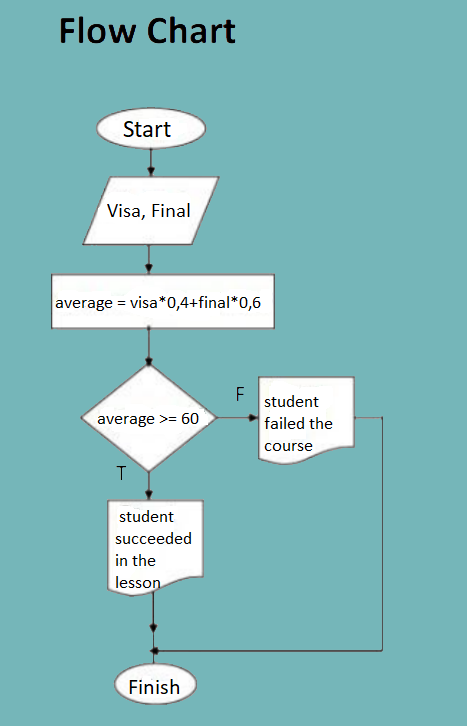 Flow Chart
Start
Visa, Final
average = visa*0,4+final*0,6
average >= 60
F
student
failed the
course
T
student
succeeded
in the
lesson
Finish